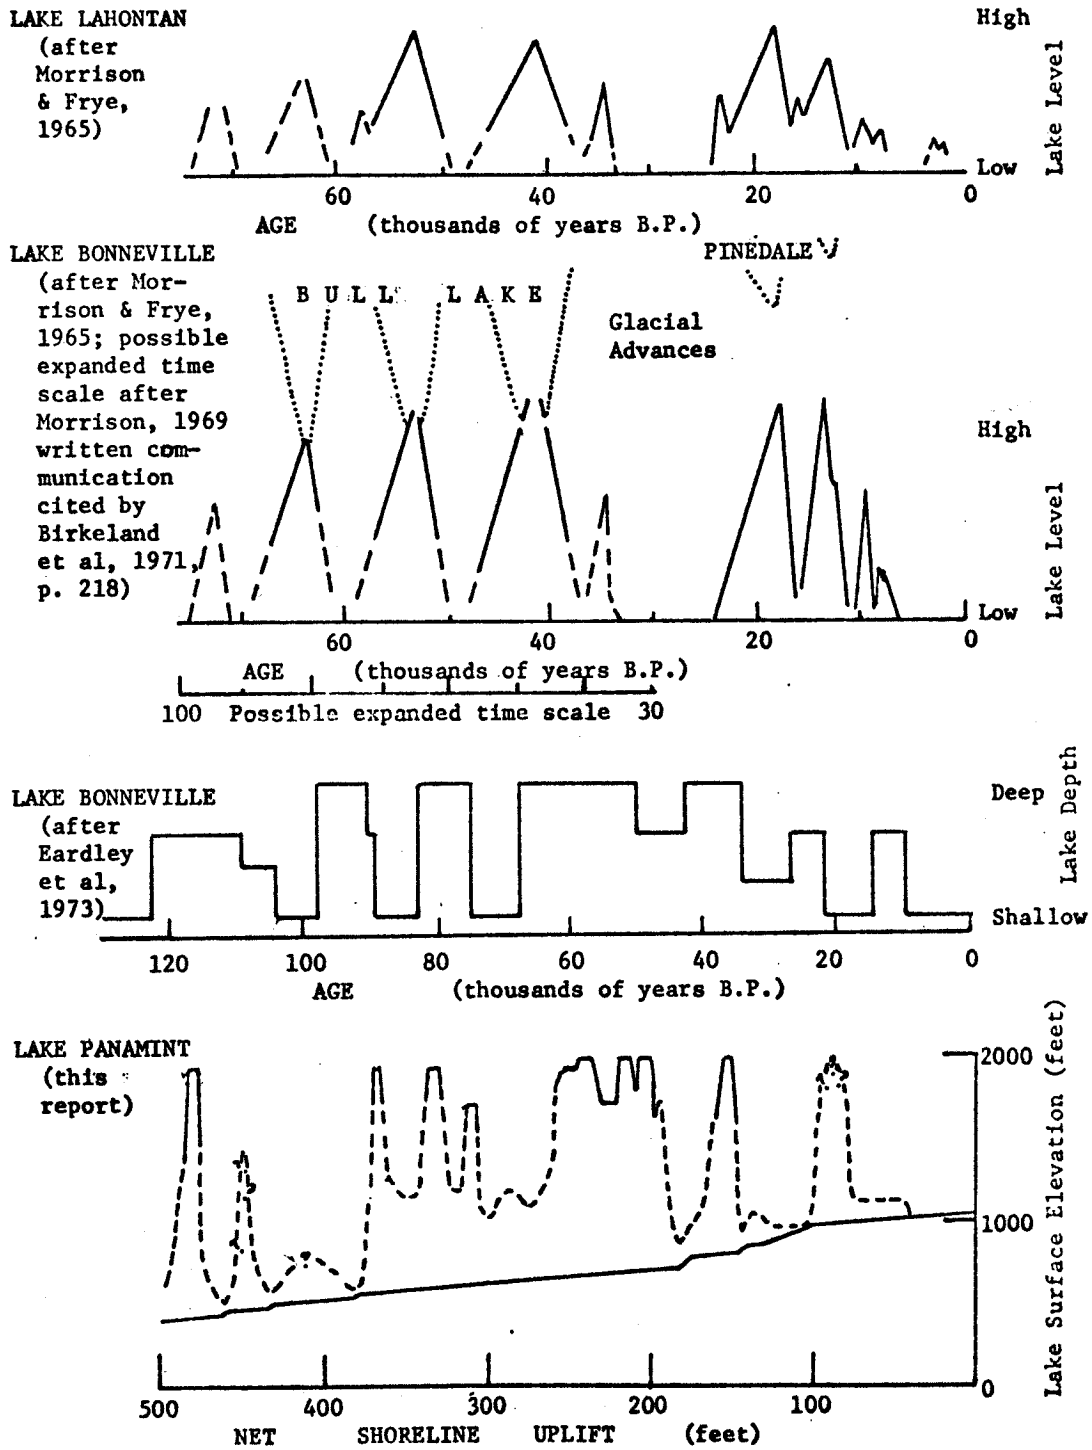 LAKE LAHONTAN
(after
Morrison
& Frye,
1965)
High
Lake Level
Low
60
40
20
0
AGE (thousands of years B.P.)
LAKE BONNEVILLE
(after Mor-
rison & Frye,
1965; possible
expanded time
scale after
Morrison, 1969
written com-
munication
cited by
Birkeland
et al, 1971,
p. 218)
BULL LAKE
PINEDALE
Glacial
Advances
High
Lake Level
Low
60
40
20
0
AGE (thousands of years B.P.)
100 Possible expanded time scale 30
LAKE BONNEVILLE
(after
Eardley
et al,
1973)
Deep
Lake Depth
Shallow
120
100
80
60
40
20
0
AGE (thousands of years B.P.)
LAKE PANAMINT
(this
report)
2000
1000
0
Lake Surface Elevation (feet)
500
400
300
200
100
NET SHORELINE UPLIFT (feet)